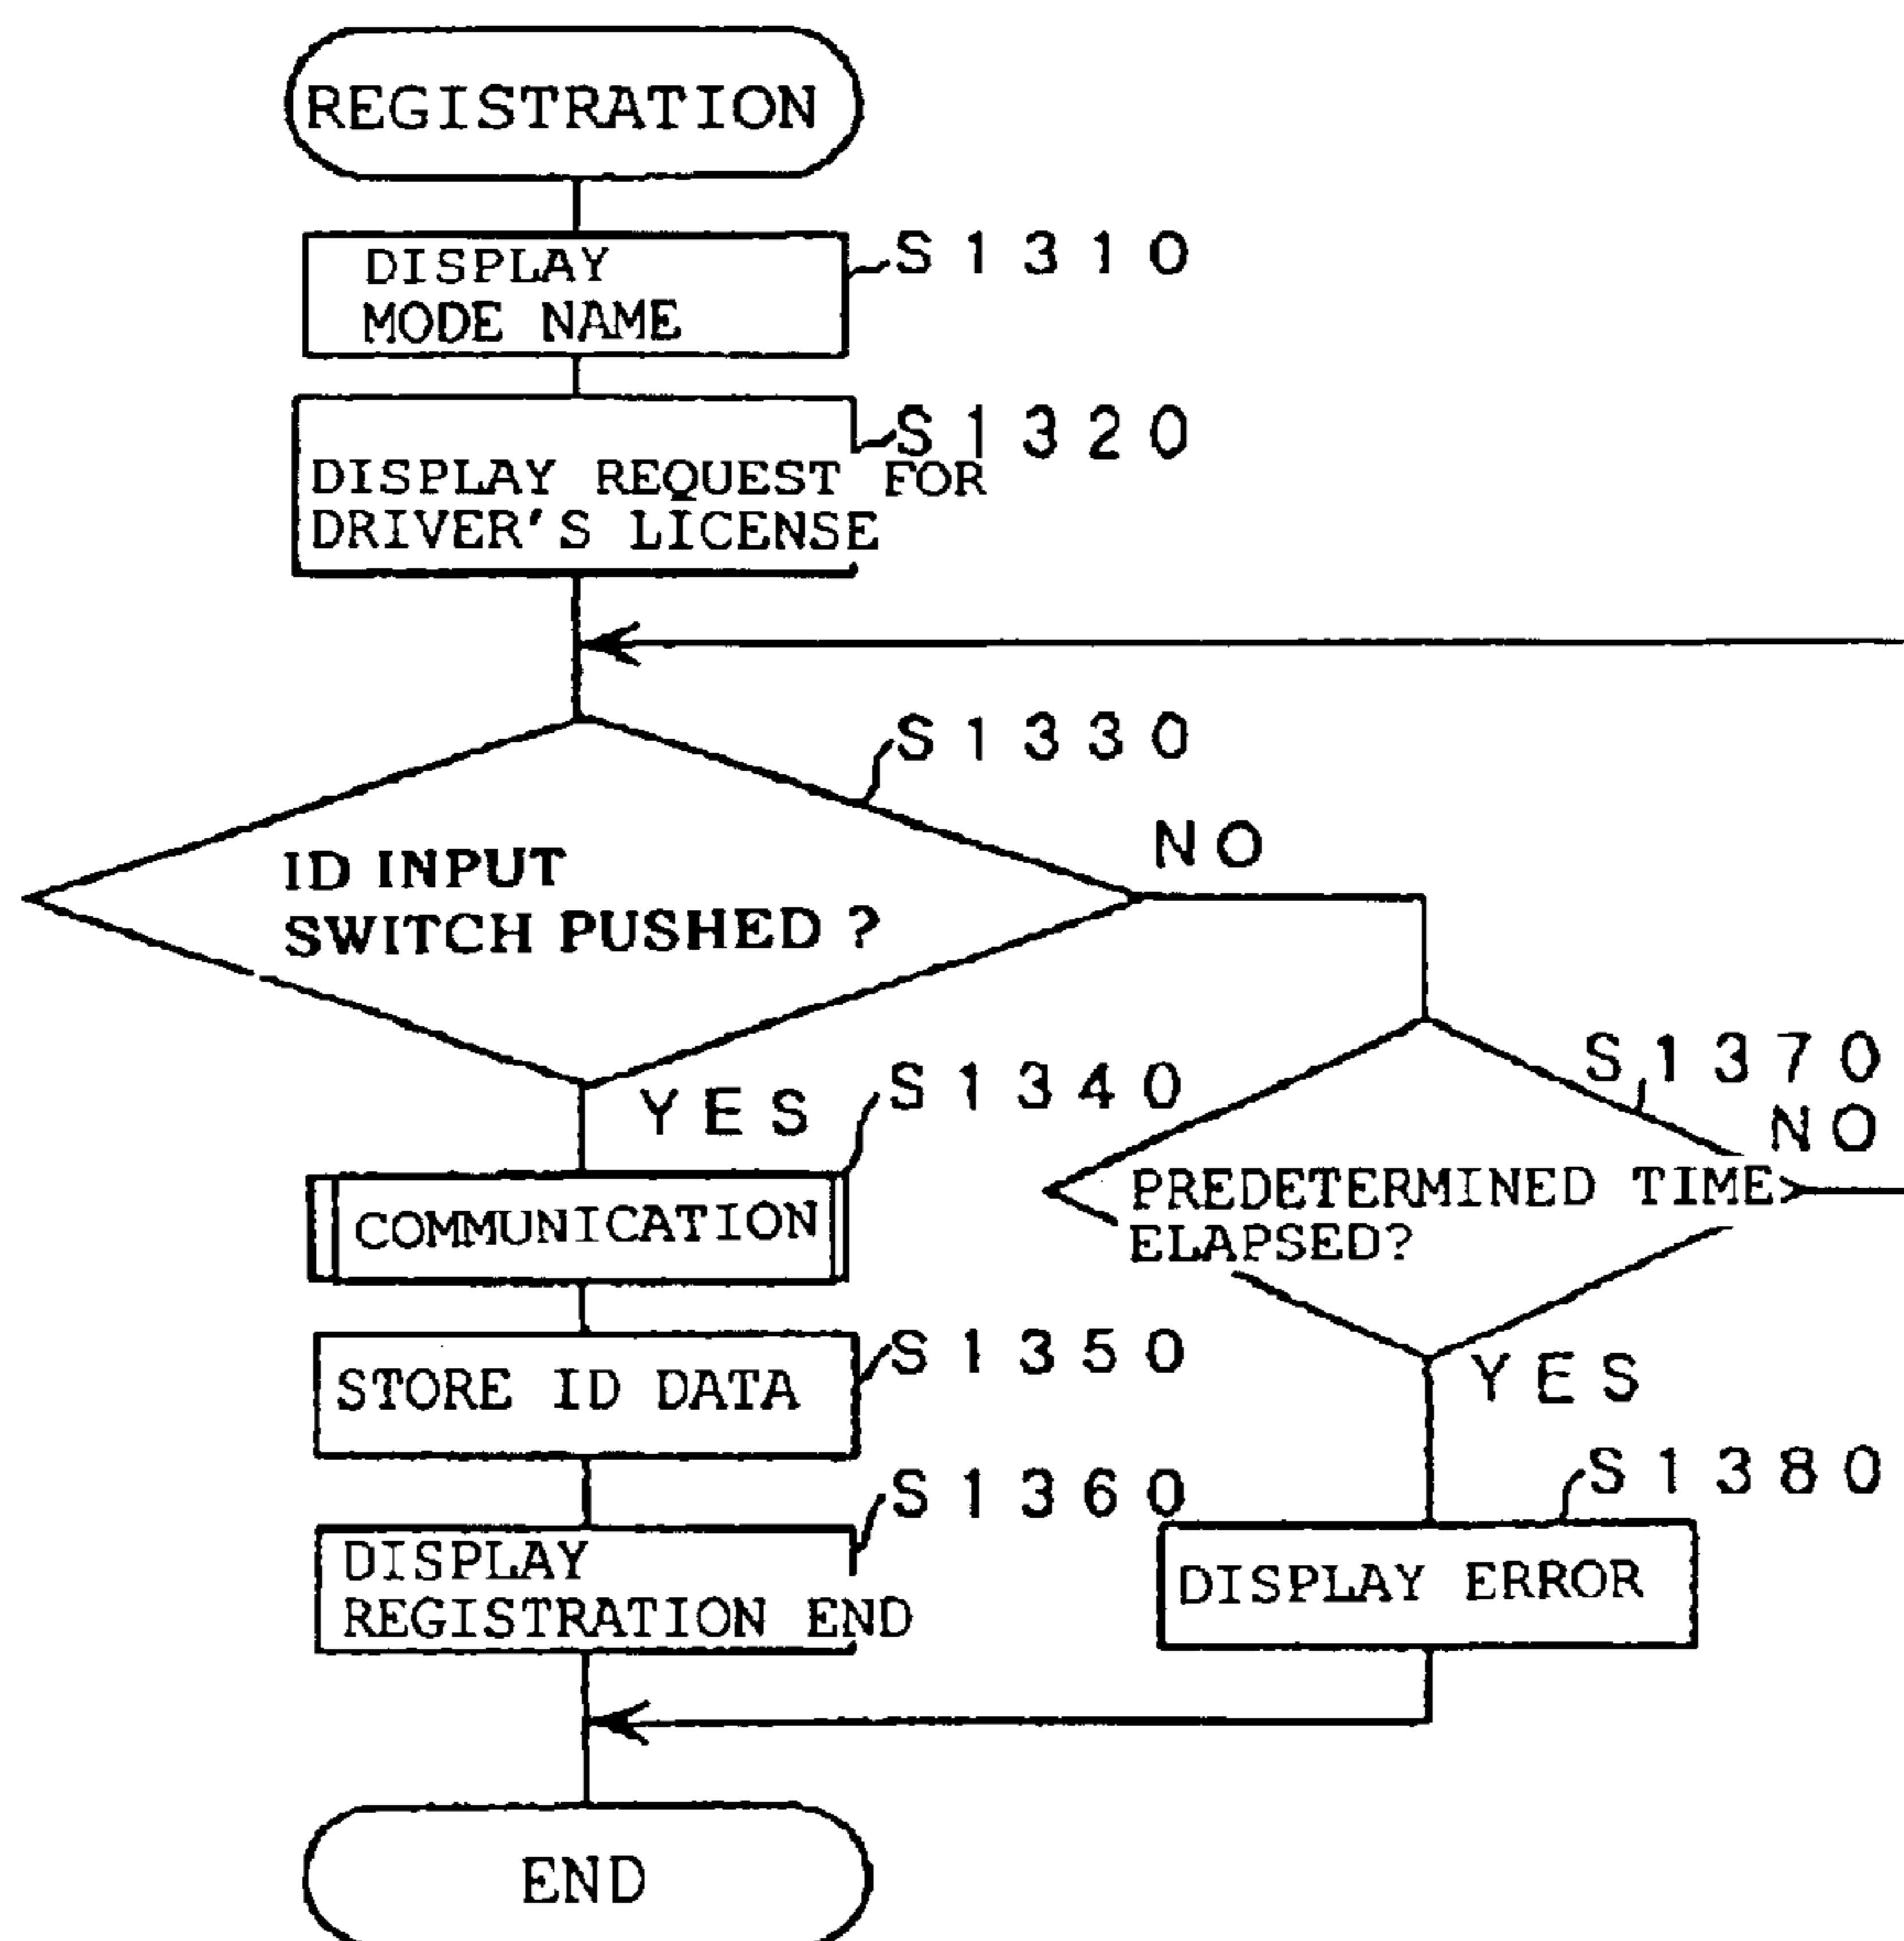 REGISTRATION
DISPLAY
MODE NAME
S1310
S1320
DISPLAY REQUEST FOR
DRIVER'S LICENSE
S1330
ID INPUT
SWITCH PUSHED ?
NO
YES
S1340
COMMUNICATION
S1370
NO
PREDETERMINED TIME
ELAPSED?
YES
S1350
STORE ID DATA
S1360
DISPLAY
REGISTRATION END
S1380
DISPLAY ERROR
END